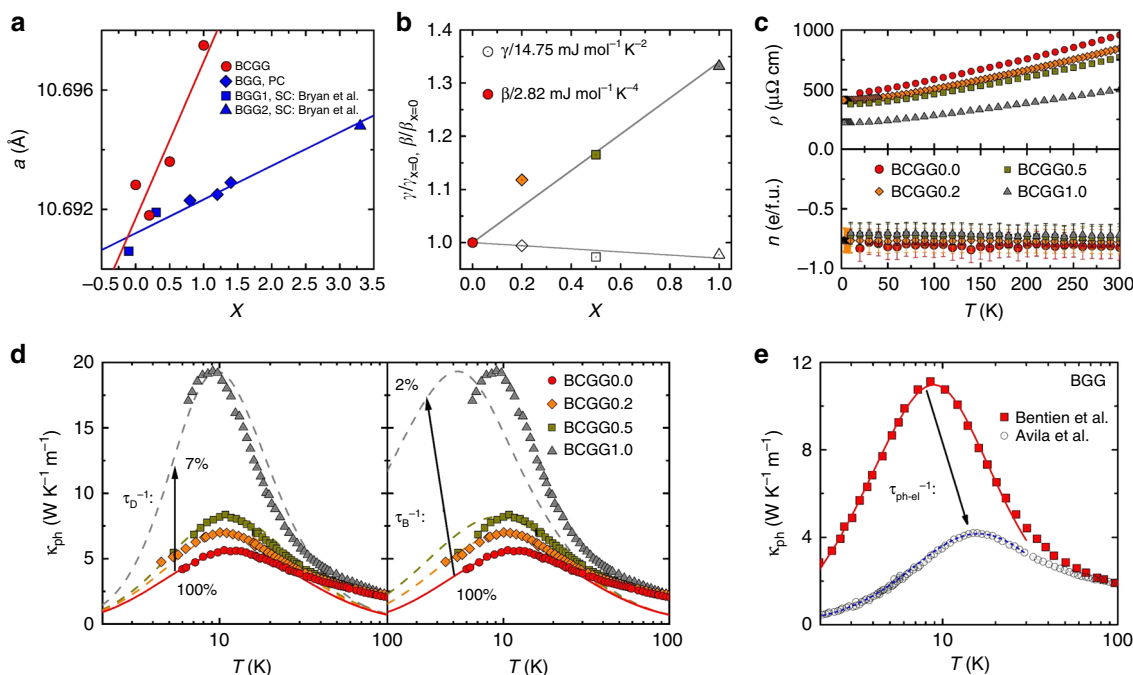 a
10.696
10.692
a (Å)
BCGG
BGG, PC
BGG1, SC: Bryan et al.
BGG2, SC: Bryan et al.
−0.5 0.0 0.5 1.0 1.5 2.0 2.5 3.0 3.5
X
b
1.4
1.3
1.2
1.1
1.0
γ/γx=0, β/βx=0
γ/14.75 mJ mol−1 K−2
β/2.82 mJ mol−1 K−4
0.0 0.2 0.4 0.6 0.8 1.0
X
c
1000
500
0
ρ (μΩ cm)
BCGG0.0 BCGG0.5
BCGG0.2 BCGG1.0
−0.5
−1.0
n (e/f.u.)
0 50 100 150 200 250 300
T (K)
d
20
15
10
5
0
κph (W K−1 m−1)
τD−1:
7%
100%
10 100
T (K)
2%
τB−1:
100%
BCGG0.0
BCGG0.2
BCGG0.5
BCGG1.0
10 100
T (K)
e
12
8
4
0
κph (W K−1 m−1)
BGG
Bentien et al.
Avila et al.
τph-el−1:
10 100
T (K)